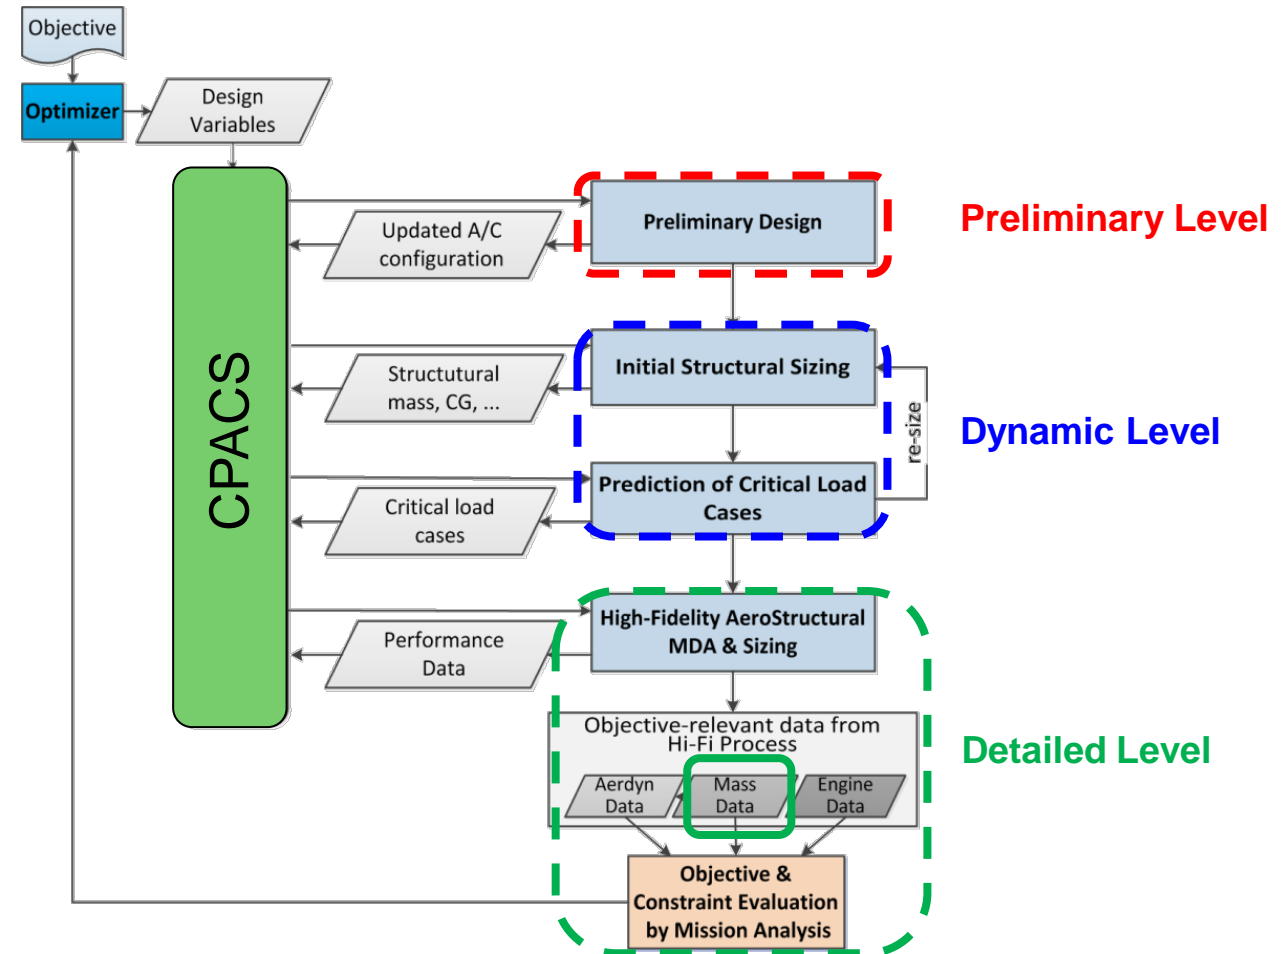 Objective
Optimizer
Design
Variables
CPACS
Preliminary Design
Preliminary Level
Updated A/C
configuration
Initial Structural Sizing
Structutural
mass, CG, ...
re-size
Dynamic Level
Prediction of Critical Load
Cases
Critical load
cases
High-Fidelity AeroStructural
MDA & Sizing
Performance
Data
Objective-relevant data from
Hi-Fi Process
Detailed Level
Aerdyn
Data
Mass
Data
Engine
Data
Objective &
Constraint Evaluation
by Mission Analysis